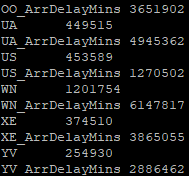 OO_ArrDelayMins 3651902
UA 449515
UA_ArrDelayMins 4945362
US 453589
US_ArrDelayMins 1270502
WN 1201754
WN_ArrDelayMins 6147817
XE 374510
XE_ArrDelayMins 3865055
YV 254930
YV_ArrDelayMins 2886462